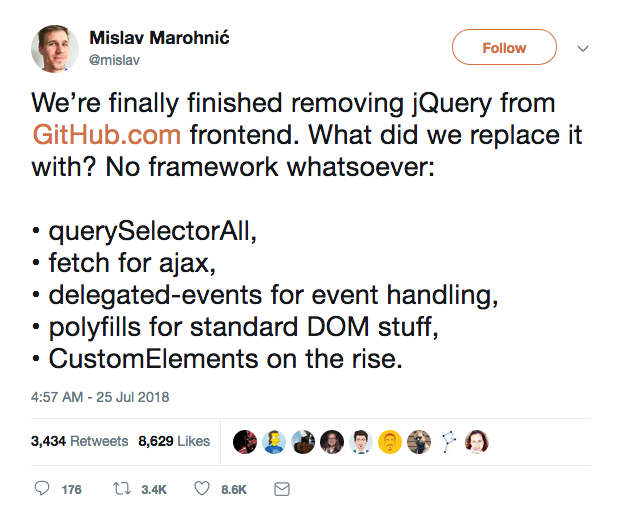 Mislav Marohnić
@mislav
Follow
We’re finally finished removing jQuery from
GitHub.com frontend. What did we replace it
with? No framework whatsoever:
• querySelectorAll,
• fetch for ajax,
• delegated-events for event handling,
• polyfills for standard DOM stuff,
• CustomElements on the rise.
4:57 AM - 25 Jul 2018
3,434 Retweets 8,629 Likes
176 3.4K 8.6K